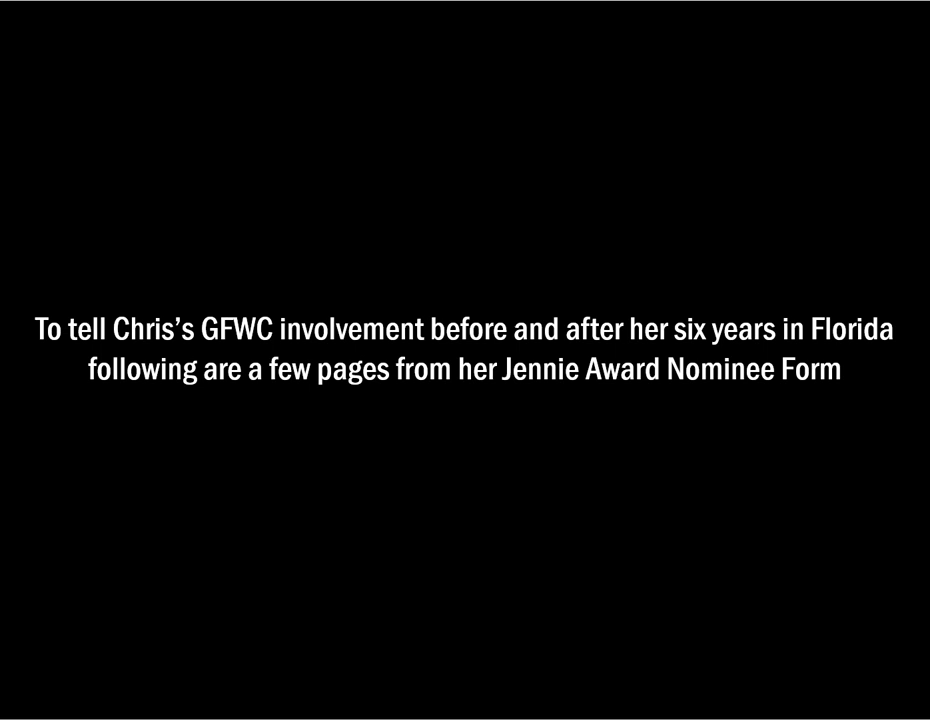 To tell Chris’s GFWC involvement before and after her six years in Florida
following are a few pages from her Jennie Award Nominee Form